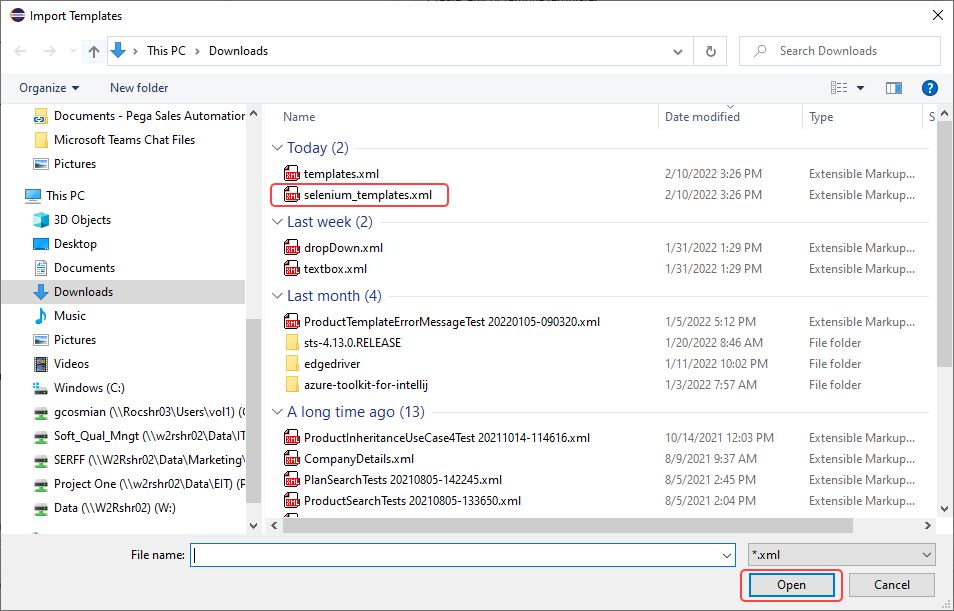 Import Templates
This PC > Downloads
Search Downloads
Organize
New folder
?
Name
Date modified
Type
S
Documents - Pega Sales Automation
Microsoft Teams Chat Files
Pictures
This PC
3D Objects
Desktop
Documents
Downloads
Music
Pictures
Videos
Windows (C:)
gcosmian (\\Rocshr03\Users\vol1) (G
Soft_Qual_Mngt (\\w2rshr02\Data\IT
SERFF (\\W2Rshr02\Data\Marketing\
Project One (\\w2rshr02\Data\EIT) (P
Data (\\W2Rshr02) (W:)
Today (2)
templates.xml 2/10/2022 3:26 PM Extensible Markup...
selenium_templates.xml 2/10/2022 3:26 PM Extensible Markup...
Last week (2)
dropDown.xml 1/31/2022 1:29 PM Extensible Markup...
textbox.xml 1/31/2022 1:29 PM Extensible Markup...
Last month (4)
ProductTemplateErrorMessageTest 20220105-090320.xml 1/5/2022 5:12 PM Extensible Markup...
sts-4.13.0.RELEASE 1/20/2022 8:46 AM File folder
edgedriver 1/11/2022 10:02 PM File folder
azure-toolkit-for-intellij 1/3/2022 7:57 AM File folder
A long time ago (13)
ProductInheritanceUseCase4Test 20211014-114616.xml 10/14/2021 12:03 PM Extensible Markup...
CompanyDetails.xml 8/9/2021 9:37 AM Extensible Markup...
PlanSearchTests 20210805-142245.xml 8/5/2021 2:45 PM Extensible Markup...
ProductSearchTests 20210805-133650.xml 8/5/2021 2:04 PM Extensible Markup...
File name:
*.xml
Open
Cancel